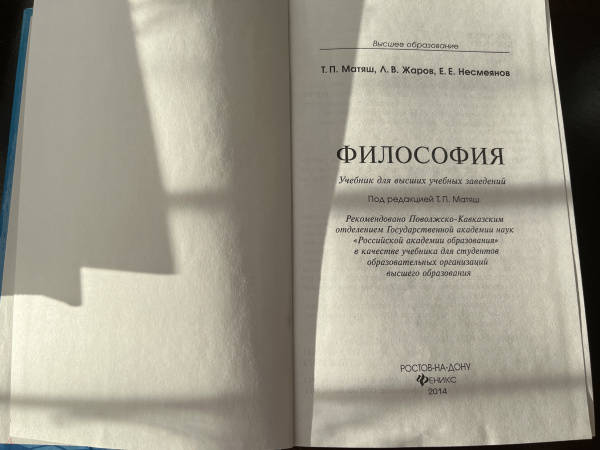 Высшее образование
Т. П. Матяш, Л. В. Жаров, Е. Е. Несмеянов
ФИЛОСОФИЯ
Учебник для высших учебных заведений
Под редакцией Т. П. Матяш
Рекомендовано Поволжско-Кавказским
отделением Государственной академии наук
«Российской академии образования»
в качестве учебника для студентов
образовательных организаций
высшего образования
РОСТОВ-НА-ДОНУ
ФЕНИКС
2014